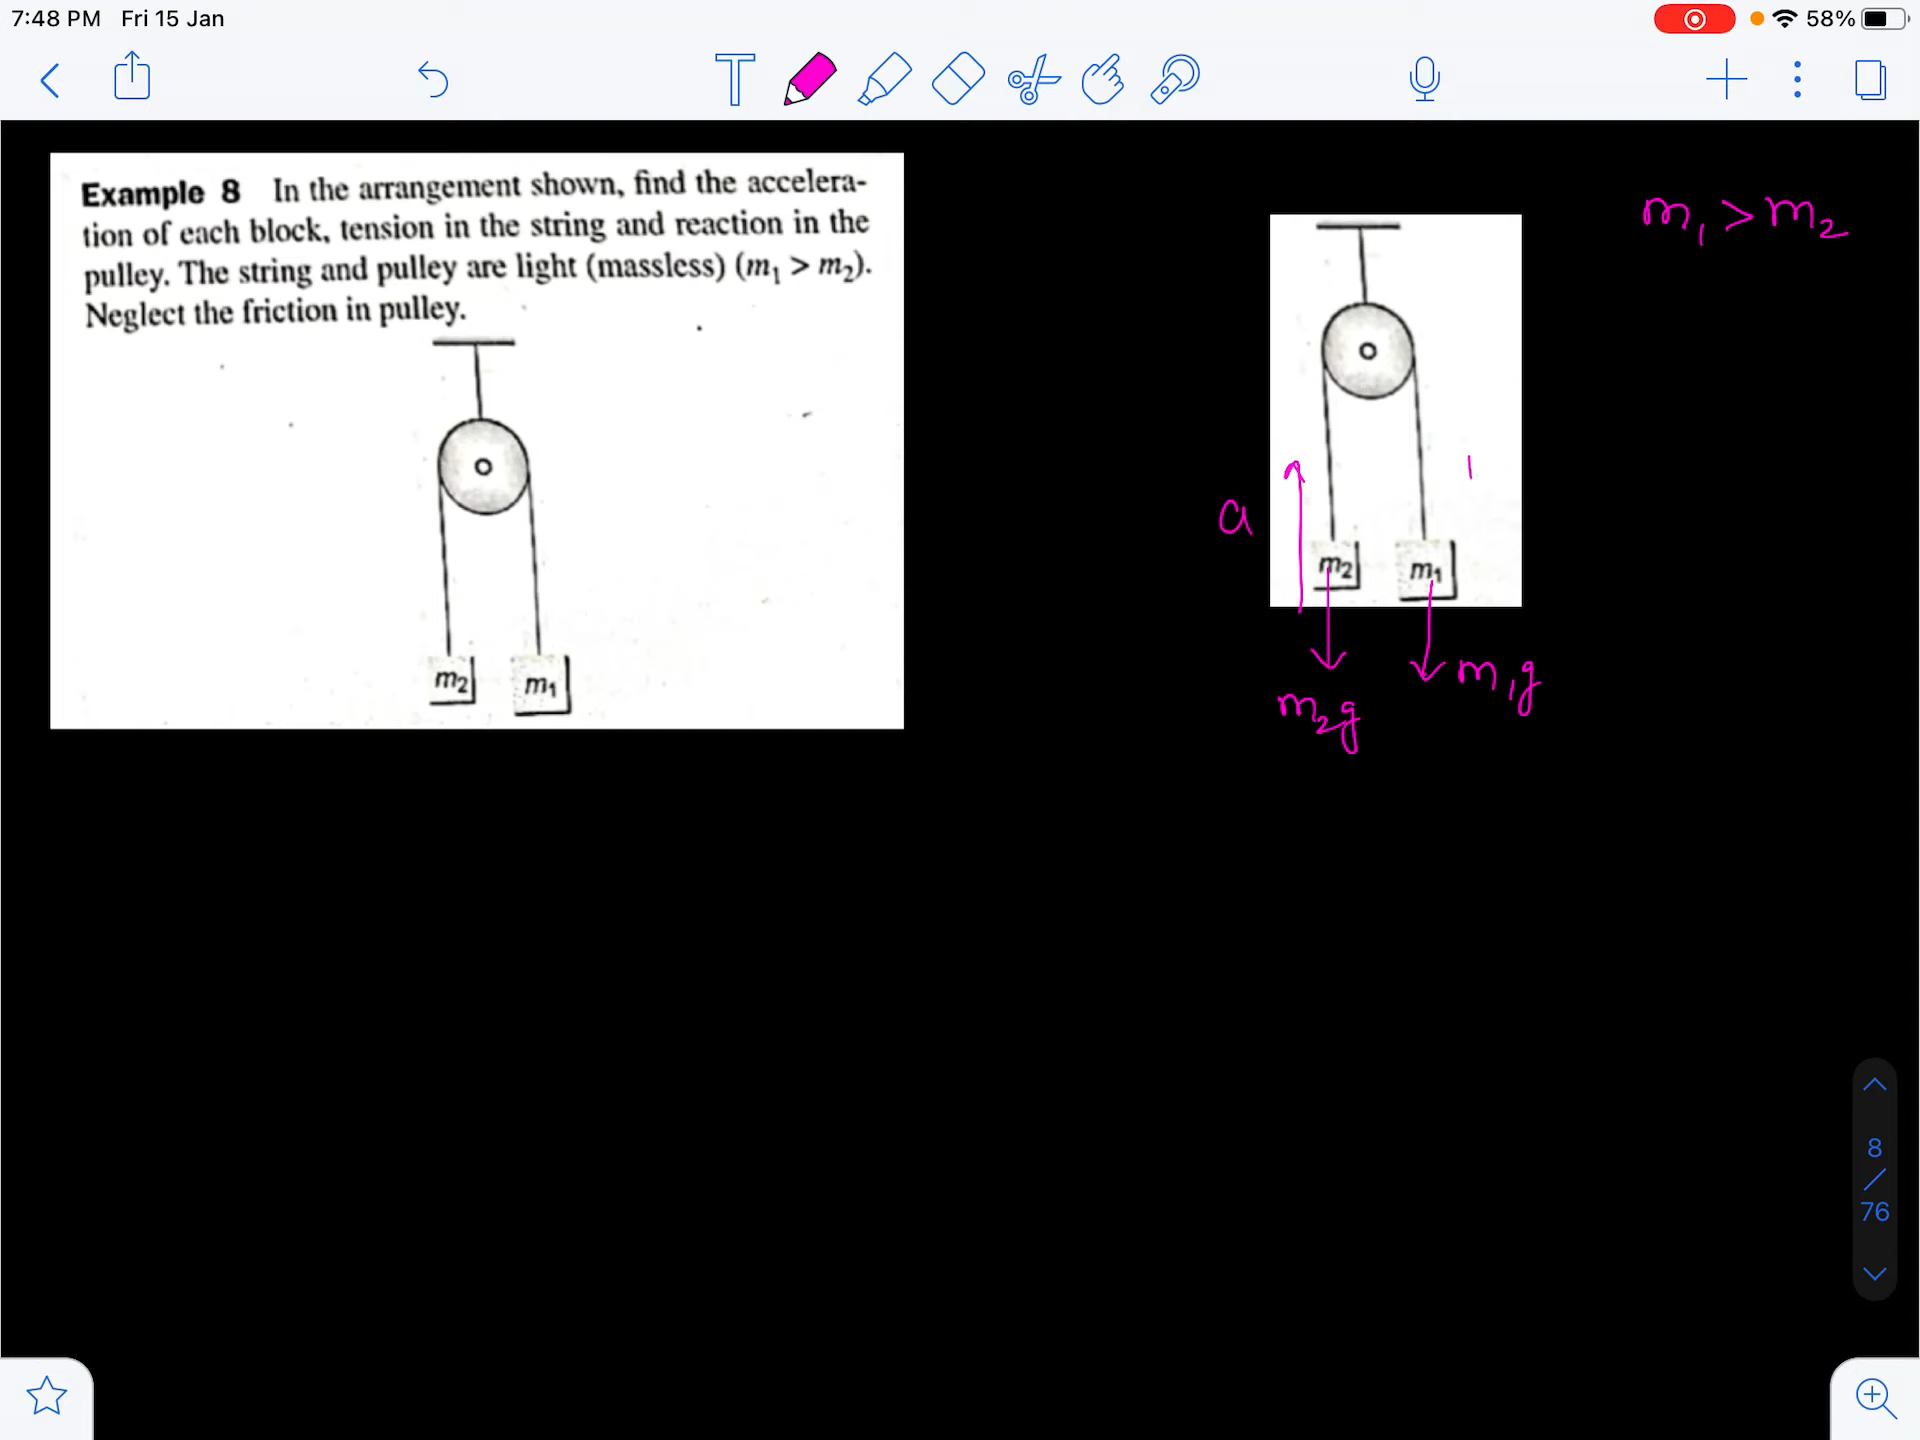 7:48 PM Fri 15 Jan
58%
T
Example 8 In the arrangement shown, find the accelera-
tion of each block, tension in the string and reaction in the
pulley. The string and pulley are light (massless) (m₁ > m₂).
Neglect the friction in pulley.
m₂ m₁
m₁ > m₂
a
m₂ m₁
m₂g
m₁g
8
/
76